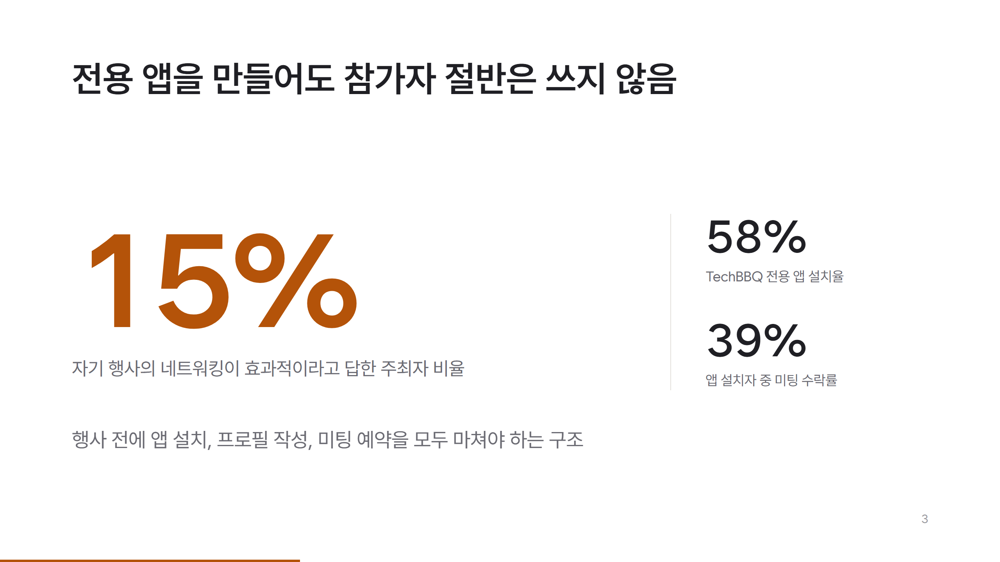 전용 앱을 만들어도 참가자 절반은 쓰지 않음
15%
자기 행사의 네트워킹이 효과적이라고 답한 주최자 비율
58%
TechBBQ 전용 앱 설치율
39%
앱 설치자 중 미팅 수락률
행사 전에 앱 설치, 프로필 작성, 미팅 예약을 모두 마쳐야 하는 구조
3